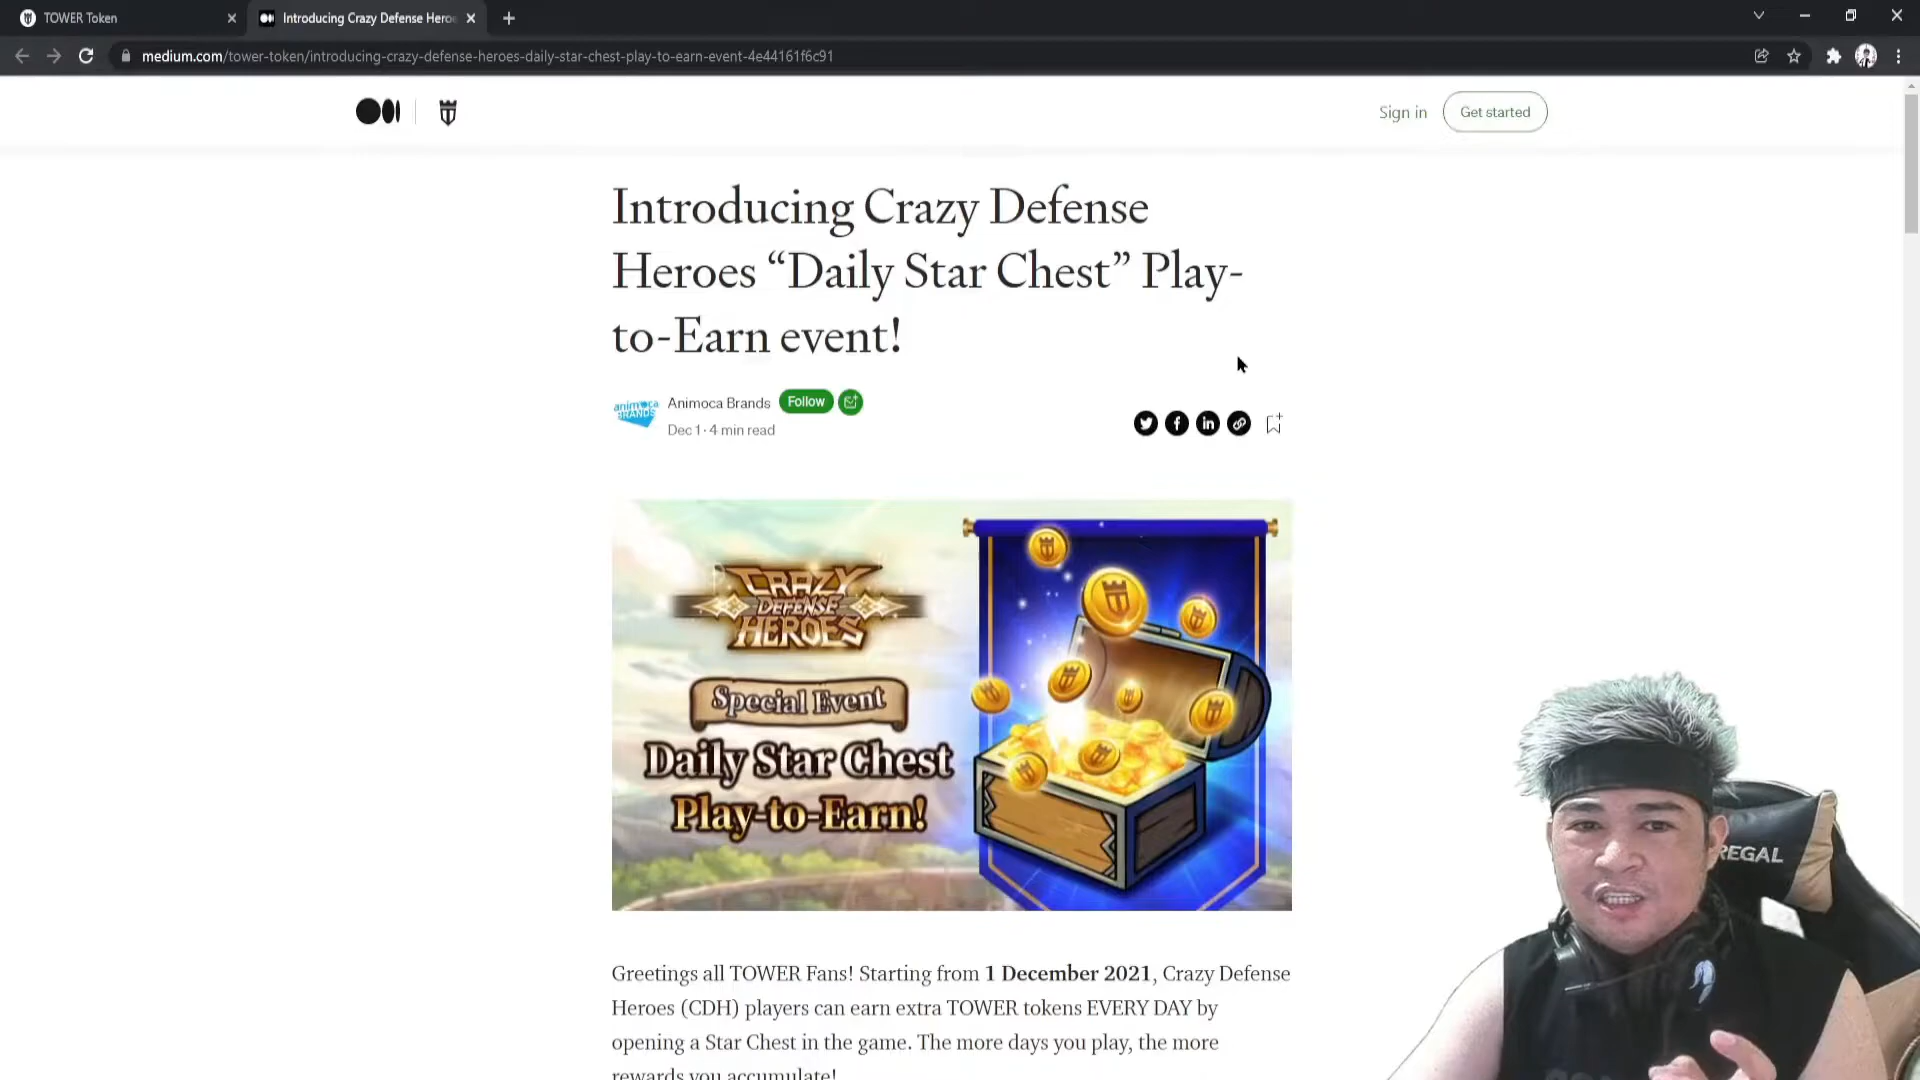 TOWER Token
Introducing Crazy Defense Heroe
medium.com/tower-token/introducing-crazy-defense-heroes-daily-star-chest-play-to-earn-event-4e44161f6c91
Sign in
Get started
Introducing Crazy Defense
Heroes “Daily Star Chest” Play-
to-Earn event!
animoca
BRANDS
Animoca Brands
Follow
Dec 1 · 4 min read
CRAZY
DEFENSE
HEROES
Special Event
Daily Star Chest
Play-to-Earn!
Greetings all TOWER Fans! Starting from 1 December 2021, Crazy Defense
Heroes (CDH) players can earn extra TOWER tokens EVERY DAY by
opening a Star Chest in the game. The more days you play, the more
rewards you accumulate!
REGAL